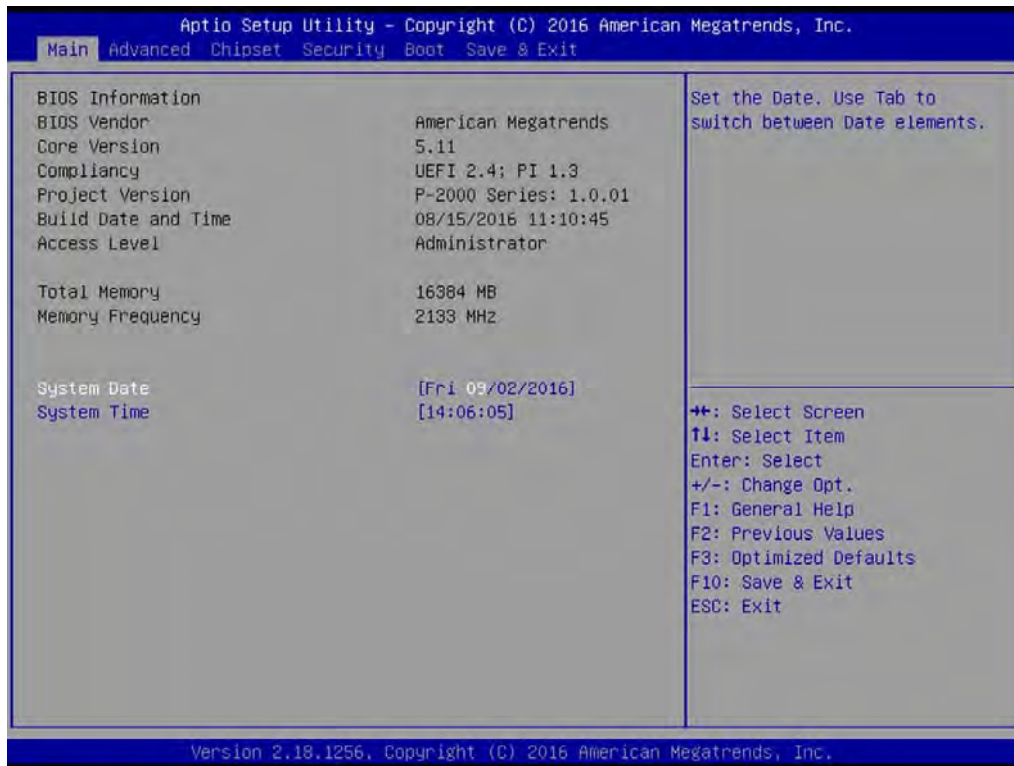 Aptio Setup Utility – Copyright (C) 2016 American Megatrends, Inc.
Main Advanced Chipset Security Boot Save & Exit
BIOS Information
BIOS Vendor American Megatrends
Core Version 5.11
Compliancy UEFI 2.4; PI 1.3
Project Version P-2000 Series: 1.0.01
Build Date and Time 08/15/2016 11:10:45
Access Level Administrator
Total Memory 16384 MB
Memory Frequency 2133 MHz
System Date [Fri 09/02/2016]
System Time [14:06:05]
Set the Date. Use Tab to
switch between Date elements.
→←: Select Screen
↑↓: Select Item
Enter: Select
+/-: Change Opt.
F1: General Help
F2: Previous Values
F3: Optimized Defaults
F10: Save & Exit
ESC: Exit
Version 2.18.1256. Copyright (C) 2016 American Megatrends, Inc.